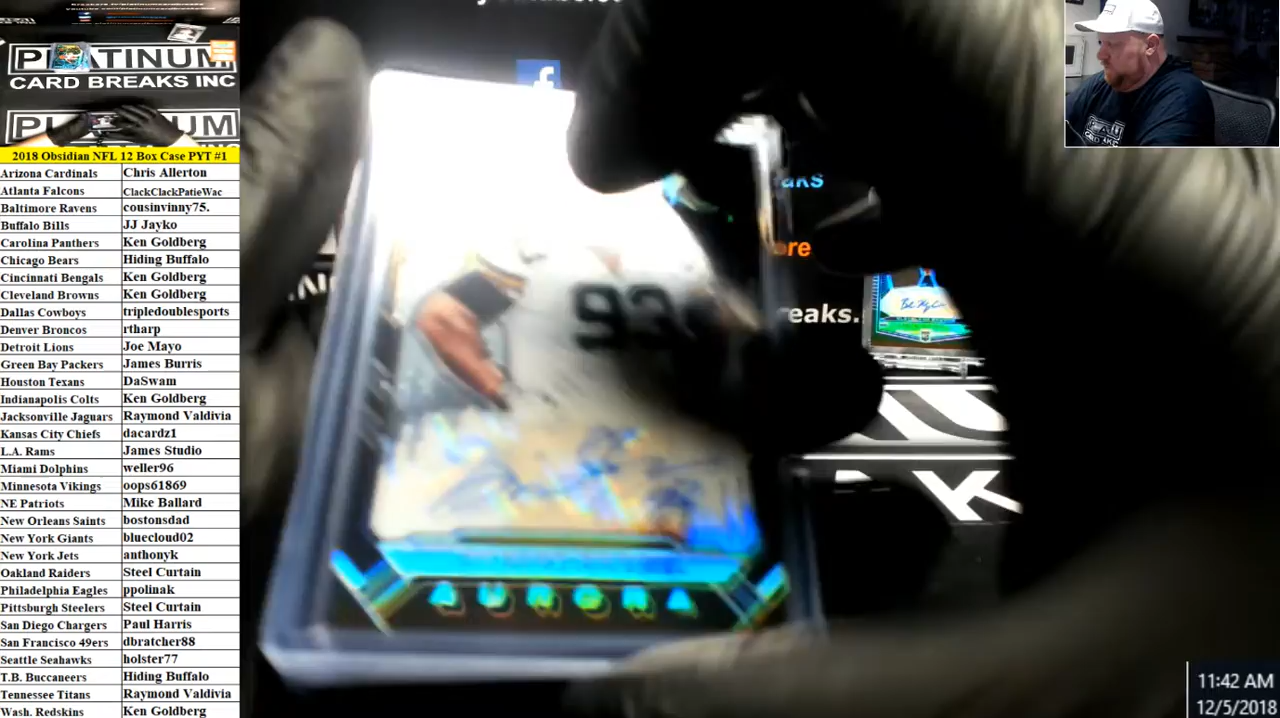 PLATINUM
CARD BREAKS INC
PLATINUM
2018 Obsidian NFL 12 Box Case PYT #1
Arizona Cardinals Chris Allerton
Atlanta Falcons ClackClackPatieWac
Baltimore Ravens cousinvinny75.
Buffalo Bills JJ Jayko
Carolina Panthers Ken Goldberg
Chicago Bears Hiding Buffalo
Cincinnati Bengals Ken Goldberg
Cleveland Browns Ken Goldberg
Dallas Cowboys tripledoublesports
Denver Broncos rtharp
Detroit Lions Joe Mayo
Green Bay Packers James Burris
Houston Texans DaSwam
Indianapolis Colts Ken Goldberg
Jacksonville Jaguars Raymond Valdivia
Kansas City Chiefs dacardz1
L.A. Rams James Studio
Miami Dolphins weller96
Minnesota Vikings oops61869
NE Patriots Mike Ballard
New Orleans Saints bostonsdad
New York Giants bluecloud02
New York Jets anthonyk
Oakland Raiders Steel Curtain
Philadelphia Eagles ppolinak
Pittsburgh Steelers Steel Curtain
San Diego Chargers Paul Harris
San Francisco 49ers dbratcher88
Seattle Seahawks holster77
T.B. Buccaneers Hiding Buffalo
Tennessee Titans Raymond Valdivia
Wash. Redskins Ken Goldberg
f
aks
ore
reaks.
AURORA
11:42 AM
12/5/2018